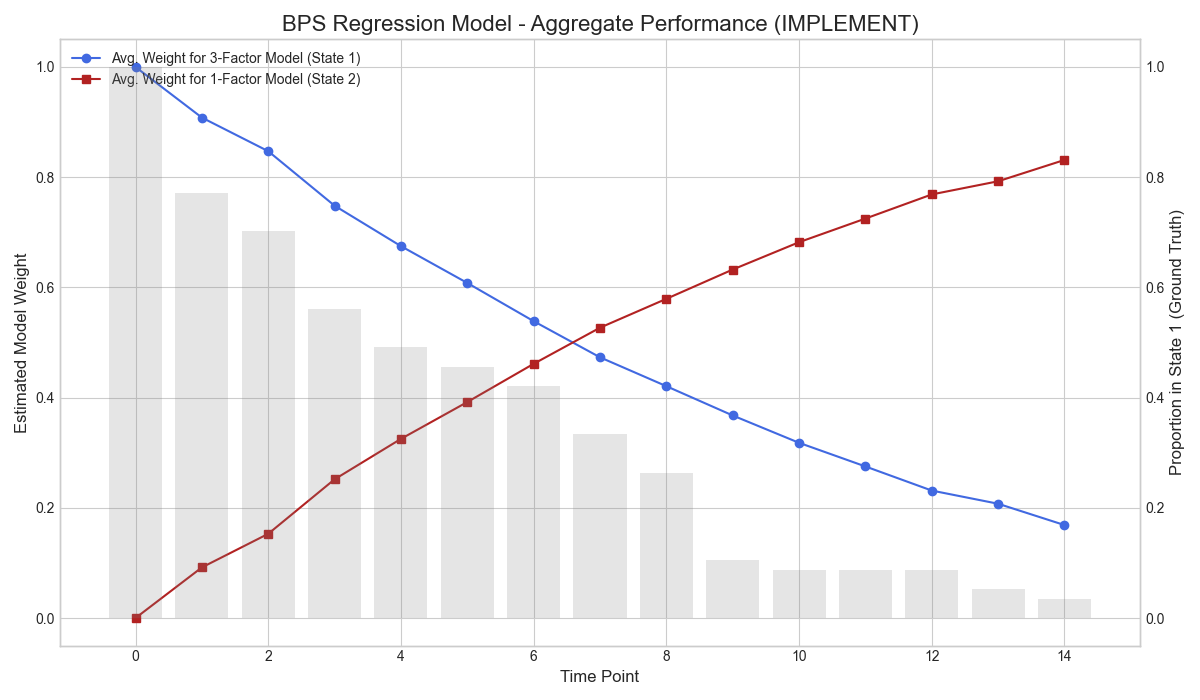 BPS Regression Model - Aggregate Performance (IMPLEMENT)
Avg. Weight for 3-Factor Model (State 1)
Avg. Weight for 1-Factor Model (State 2)
Estimated Model Weight
1.0
0.8
0.6
0.4
0.2
0.0
Proportion in State 1 (Ground Truth)
1.0
0.8
0.6
0.4
0.2
0.0
0 2 4 6 8 10 12 14
Time Point